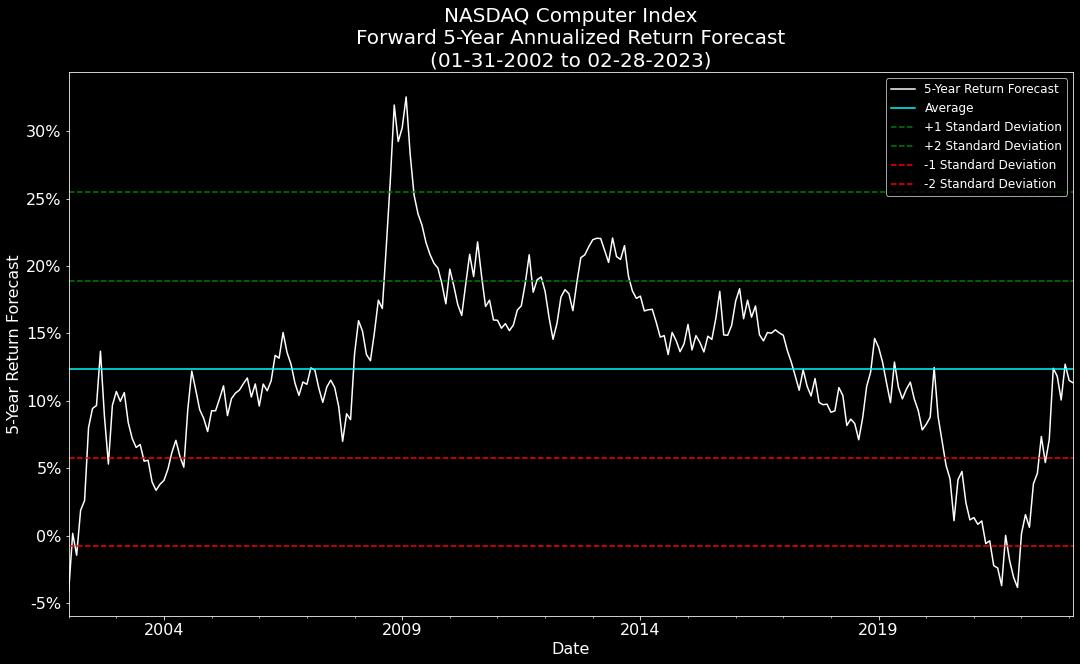 NASDAQ Computer Index
Forward 5-Year Annualized Return Forecast
(01-31-2002 to 02-28-2023)
5-Year Return Forecast
Average
+1 Standard Deviation
+2 Standard Deviation
-1 Standard Deviation
-2 Standard Deviation
30%
25%
20%
15%
10%
5%
0%
-5%
5-Year Return Forecast
2004
2009
2014
2019
Date